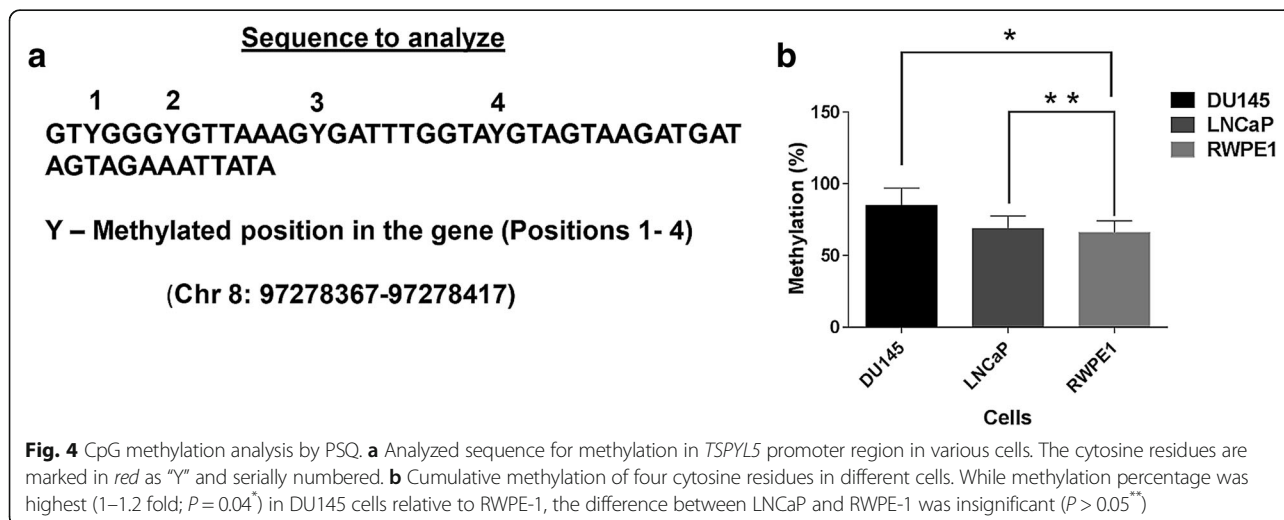 Sequence to analyze
a
1 2 3 4
GTYGGGYGTTAAAGYGATTTGGTAYGTAGTAAGATGAT
AGTAGAAATTATA
Y – Methylated position in the gene (Positions 1- 4)
(Chr 8: 97278367-97278417)
b
*
**
DU145
LNCaP
RWPE1
Methylation (%)
150
100
50
0
DU145
LNCaP
RWPE1
Cells
Fig. 4 CpG methylation analysis by PSQ. a Analyzed sequence for methylation in TSPYL5 promoter region in various cells. The cytosine residues are
marked in red as “Y” and serially numbered. b Cumulative methylation of four cytosine residues in different cells. While methylation percentage was
highest (1–1.2 fold; P = 0.04*) in DU145 cells relative to RWPE-1, the difference between LNCaP and RWPE-1 was insignificant (P > 0.05**)